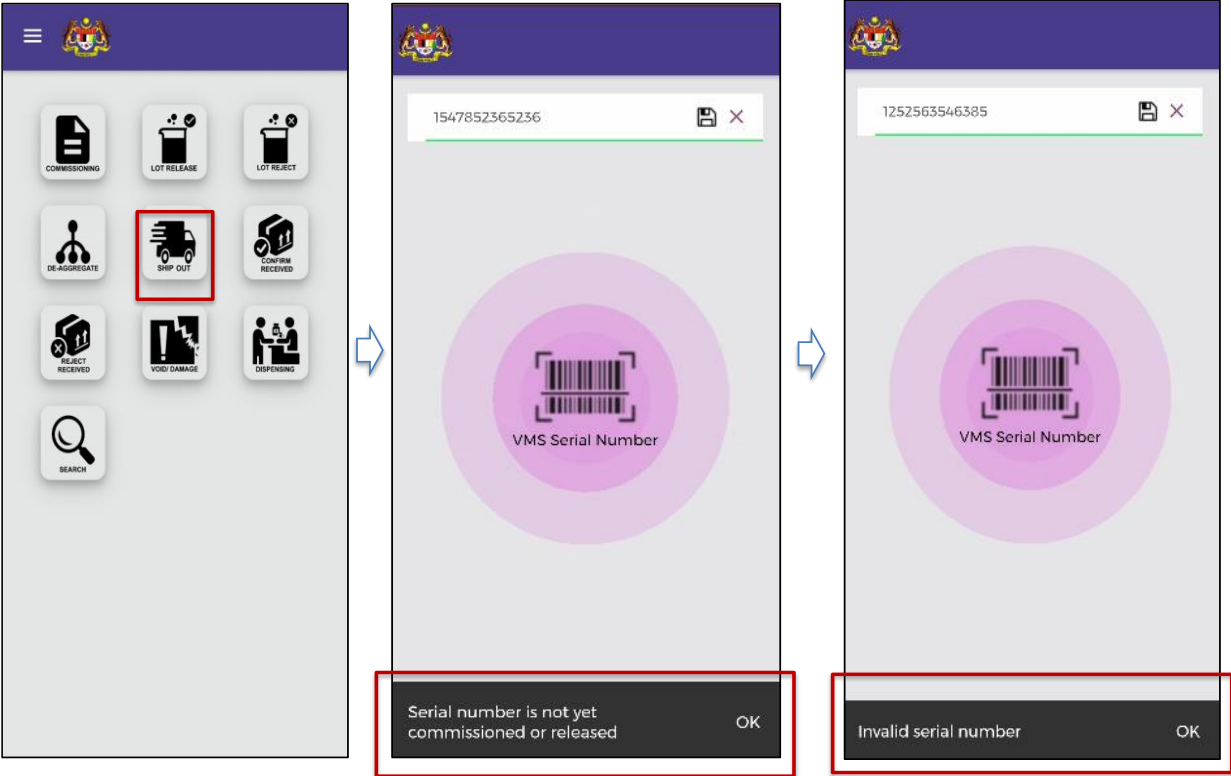 COMMISSIONING
LOT RELEASE
LOT REJECT
DE-AGGREGATE
SHIP OUT
CONFIRM
RECEIVED
REJECT
RECEIVED
VOID/ DAMAGE
DISPENSING
SEARCH
1547852365236
VMS Serial Number
Serial number is not yet
commissioned or released
OK
1252563546385
VMS Serial Number
Invalid serial number
OK